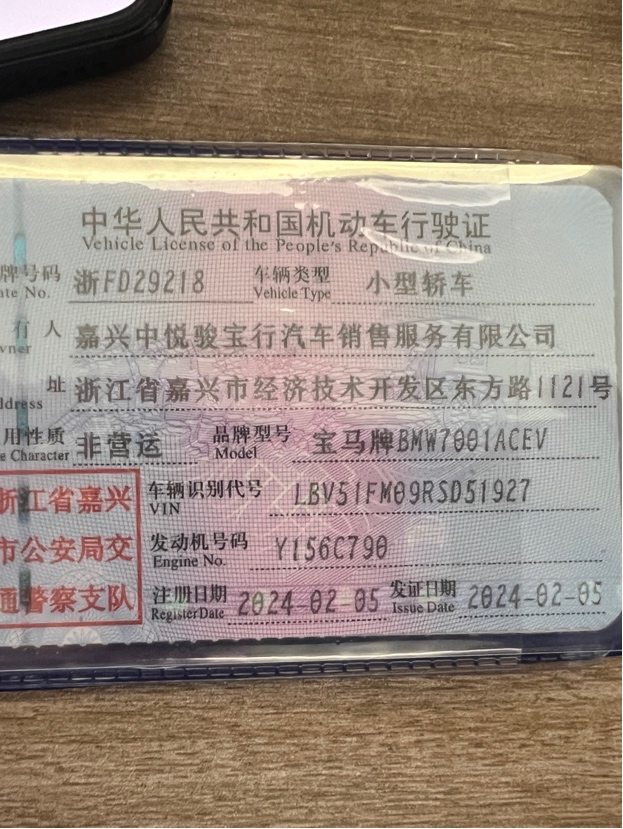 中华人民共和国机动车行驶证
Vehicle License of the People's Republic of China
牌号码 浙FD29218 车辆类型 小型轿车
ate No. Vehicle Type
有人 嘉兴中悦骏宝行汽车销售服务有限公司
wner
址 浙江省嘉兴市经济技术开发区东方路1121号
ddress
用性质 非营运 品牌型号 宝马牌BMW7001ACEV
e Character Model
浙江省嘉兴 车辆识别代号 LBV51FM09RSD51927
VIN
市公安局交 发动机号码 Y156C790
Engine No.
通警察支队 注册日期 2024-02-05 发证日期 2024-02-05
Register Date Issue Date